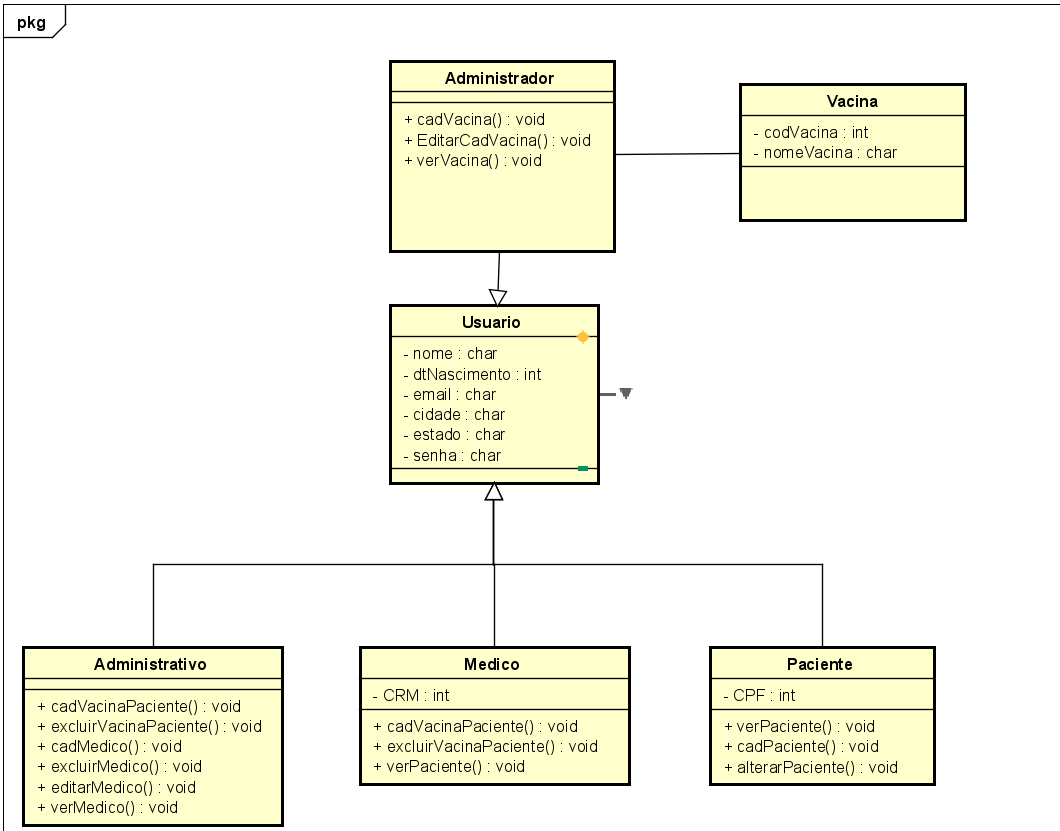 pkg
Administrador
+ cadVacina() : void
+ EditarCadVacina() : void
+ verVacina() : void
Vacina
- codVacina : int
- nomeVacina : char
Usuario
- nome : char
- dtNascimento : int
- email : char
- cidade : char
- estado : char
- senha : char
Administrativo
+ cadVacinaPaciente() : void
+ excluirVacinaPaciente() : void
+ cadMedico() : void
+ excluirMedico() : void
+ editarMedico() : void
+ verMedico() : void
Medico
- CRM : int
+ cadVacinaPaciente() : void
+ excluirVacinaPaciente() : void
+ verPaciente() : void
Paciente
- CPF : int
+ verPaciente() : void
+ cadPaciente() : void
+ alterarPaciente() : void